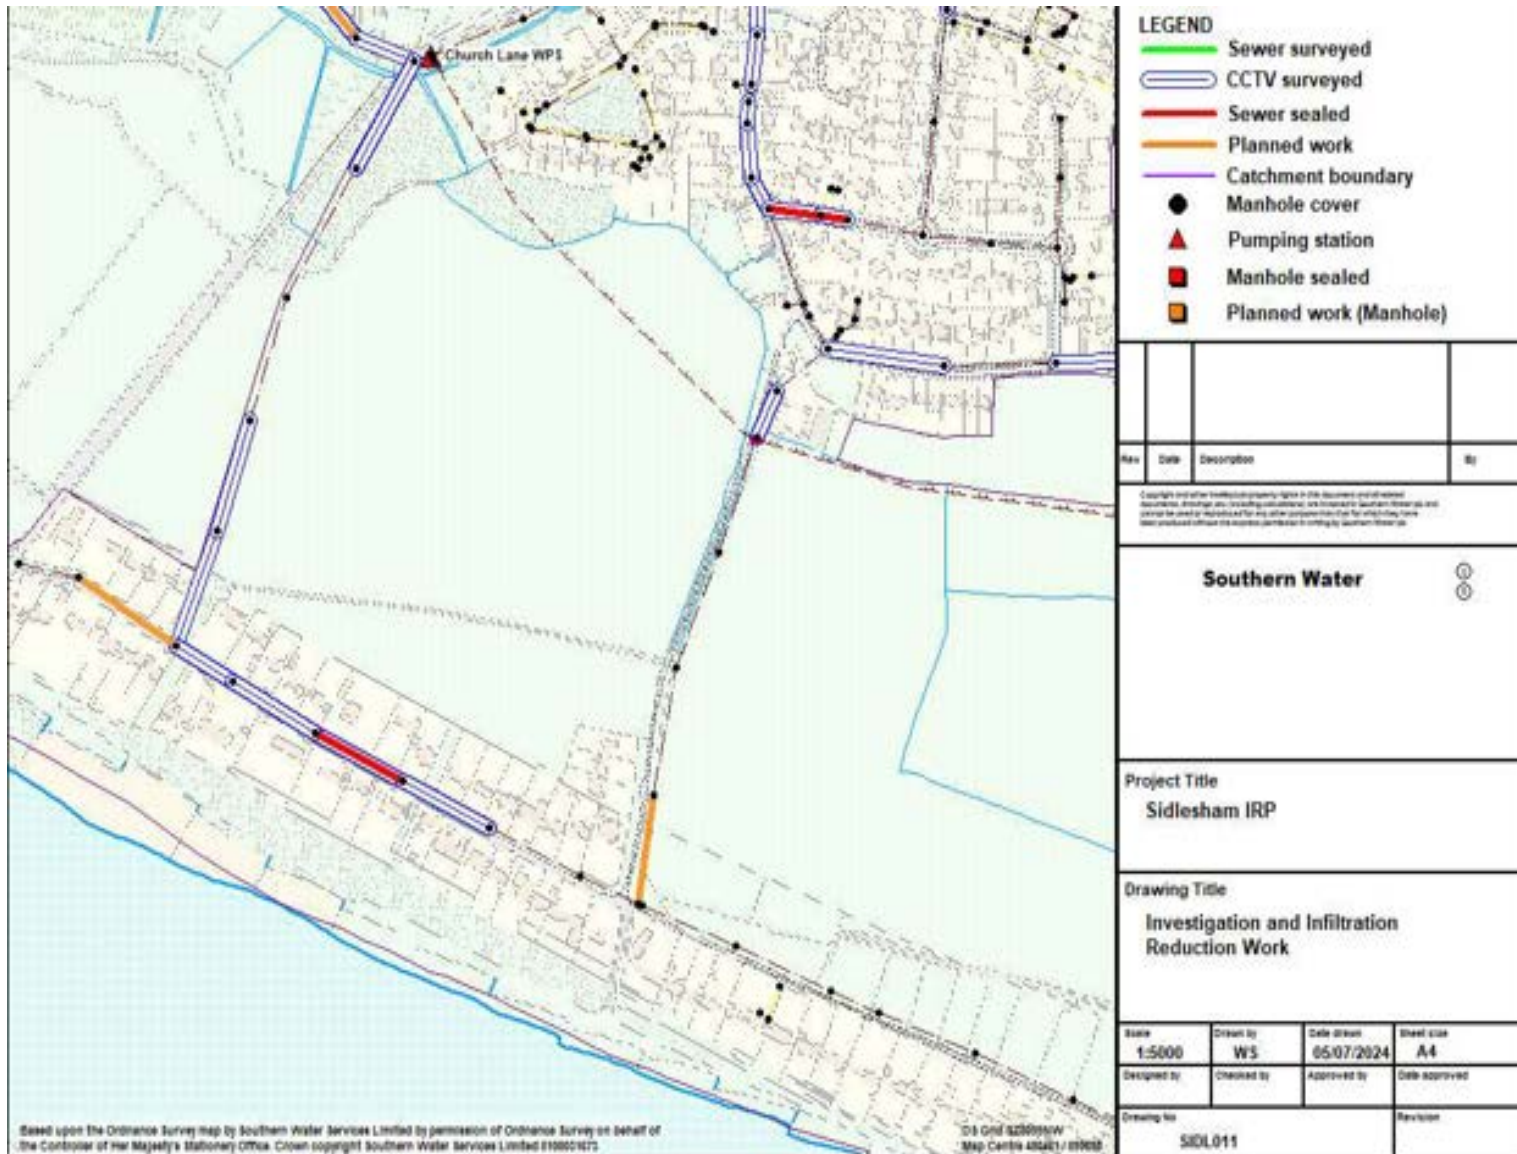 Church Lane WPS
LEGEND
Sewer surveyed
CCTV surveyed
Sewer sealed
Planned work
Catchment boundary
Manhole cover
Pumping station
Manhole sealed
Planned work (Manhole)
Rev Date Description By
Southern Water
Project Title
Sidlesham IRP
Drawing Title
Investigation and Infiltration
Reduction Work
Scale Drawn by Date drawn Sheet size
1:5000 WS 05/07/2024 A4
Designed by Checked by Approved by Date approved
Drawing No Revision
SIDL011
Based upon the Ordnance Survey map by Southern Water Services Limited by permission of Ordnance Survey on behalf of
the Controller of Her Majesty's Stationery Office. Crown copyright Southern Water Services Limited
Map Centre